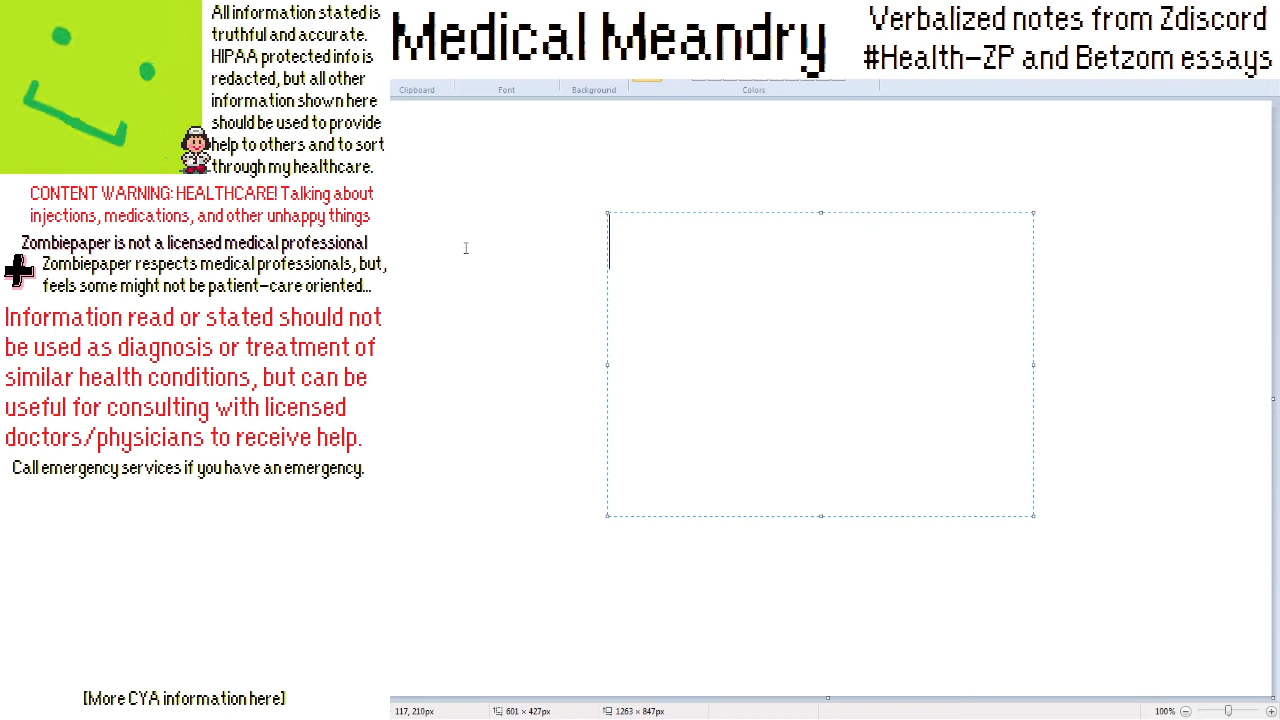 All information stated is
truthful and accurate.
HIPAA protected info is
redacted, but all other
information shown here
should be used to provide
help to others and to sort
through my healthcare.
CONTENT WARNING: HEALTHCARE! Talking about
injections, medications, and other unhappy things
Zombiepaper is not a licensed medical professional
Zombiepaper respects medical professionals, but,
feels some might not be patient-care oriented...
Information read or stated should not
be used as diagnosis or treatment of
similar health conditions, but can be
useful for consulting with licensed
doctors/physicians to receive help.
Call emergency services if you have an emergency.
[More CYA information here]
Medical Meandry
Verbalized notes from Zdiscord
#Health-ZP and Betzom essays
Clipboard Font Background Colors
117, 210px 601 × 427px 1263 × 847px 100%